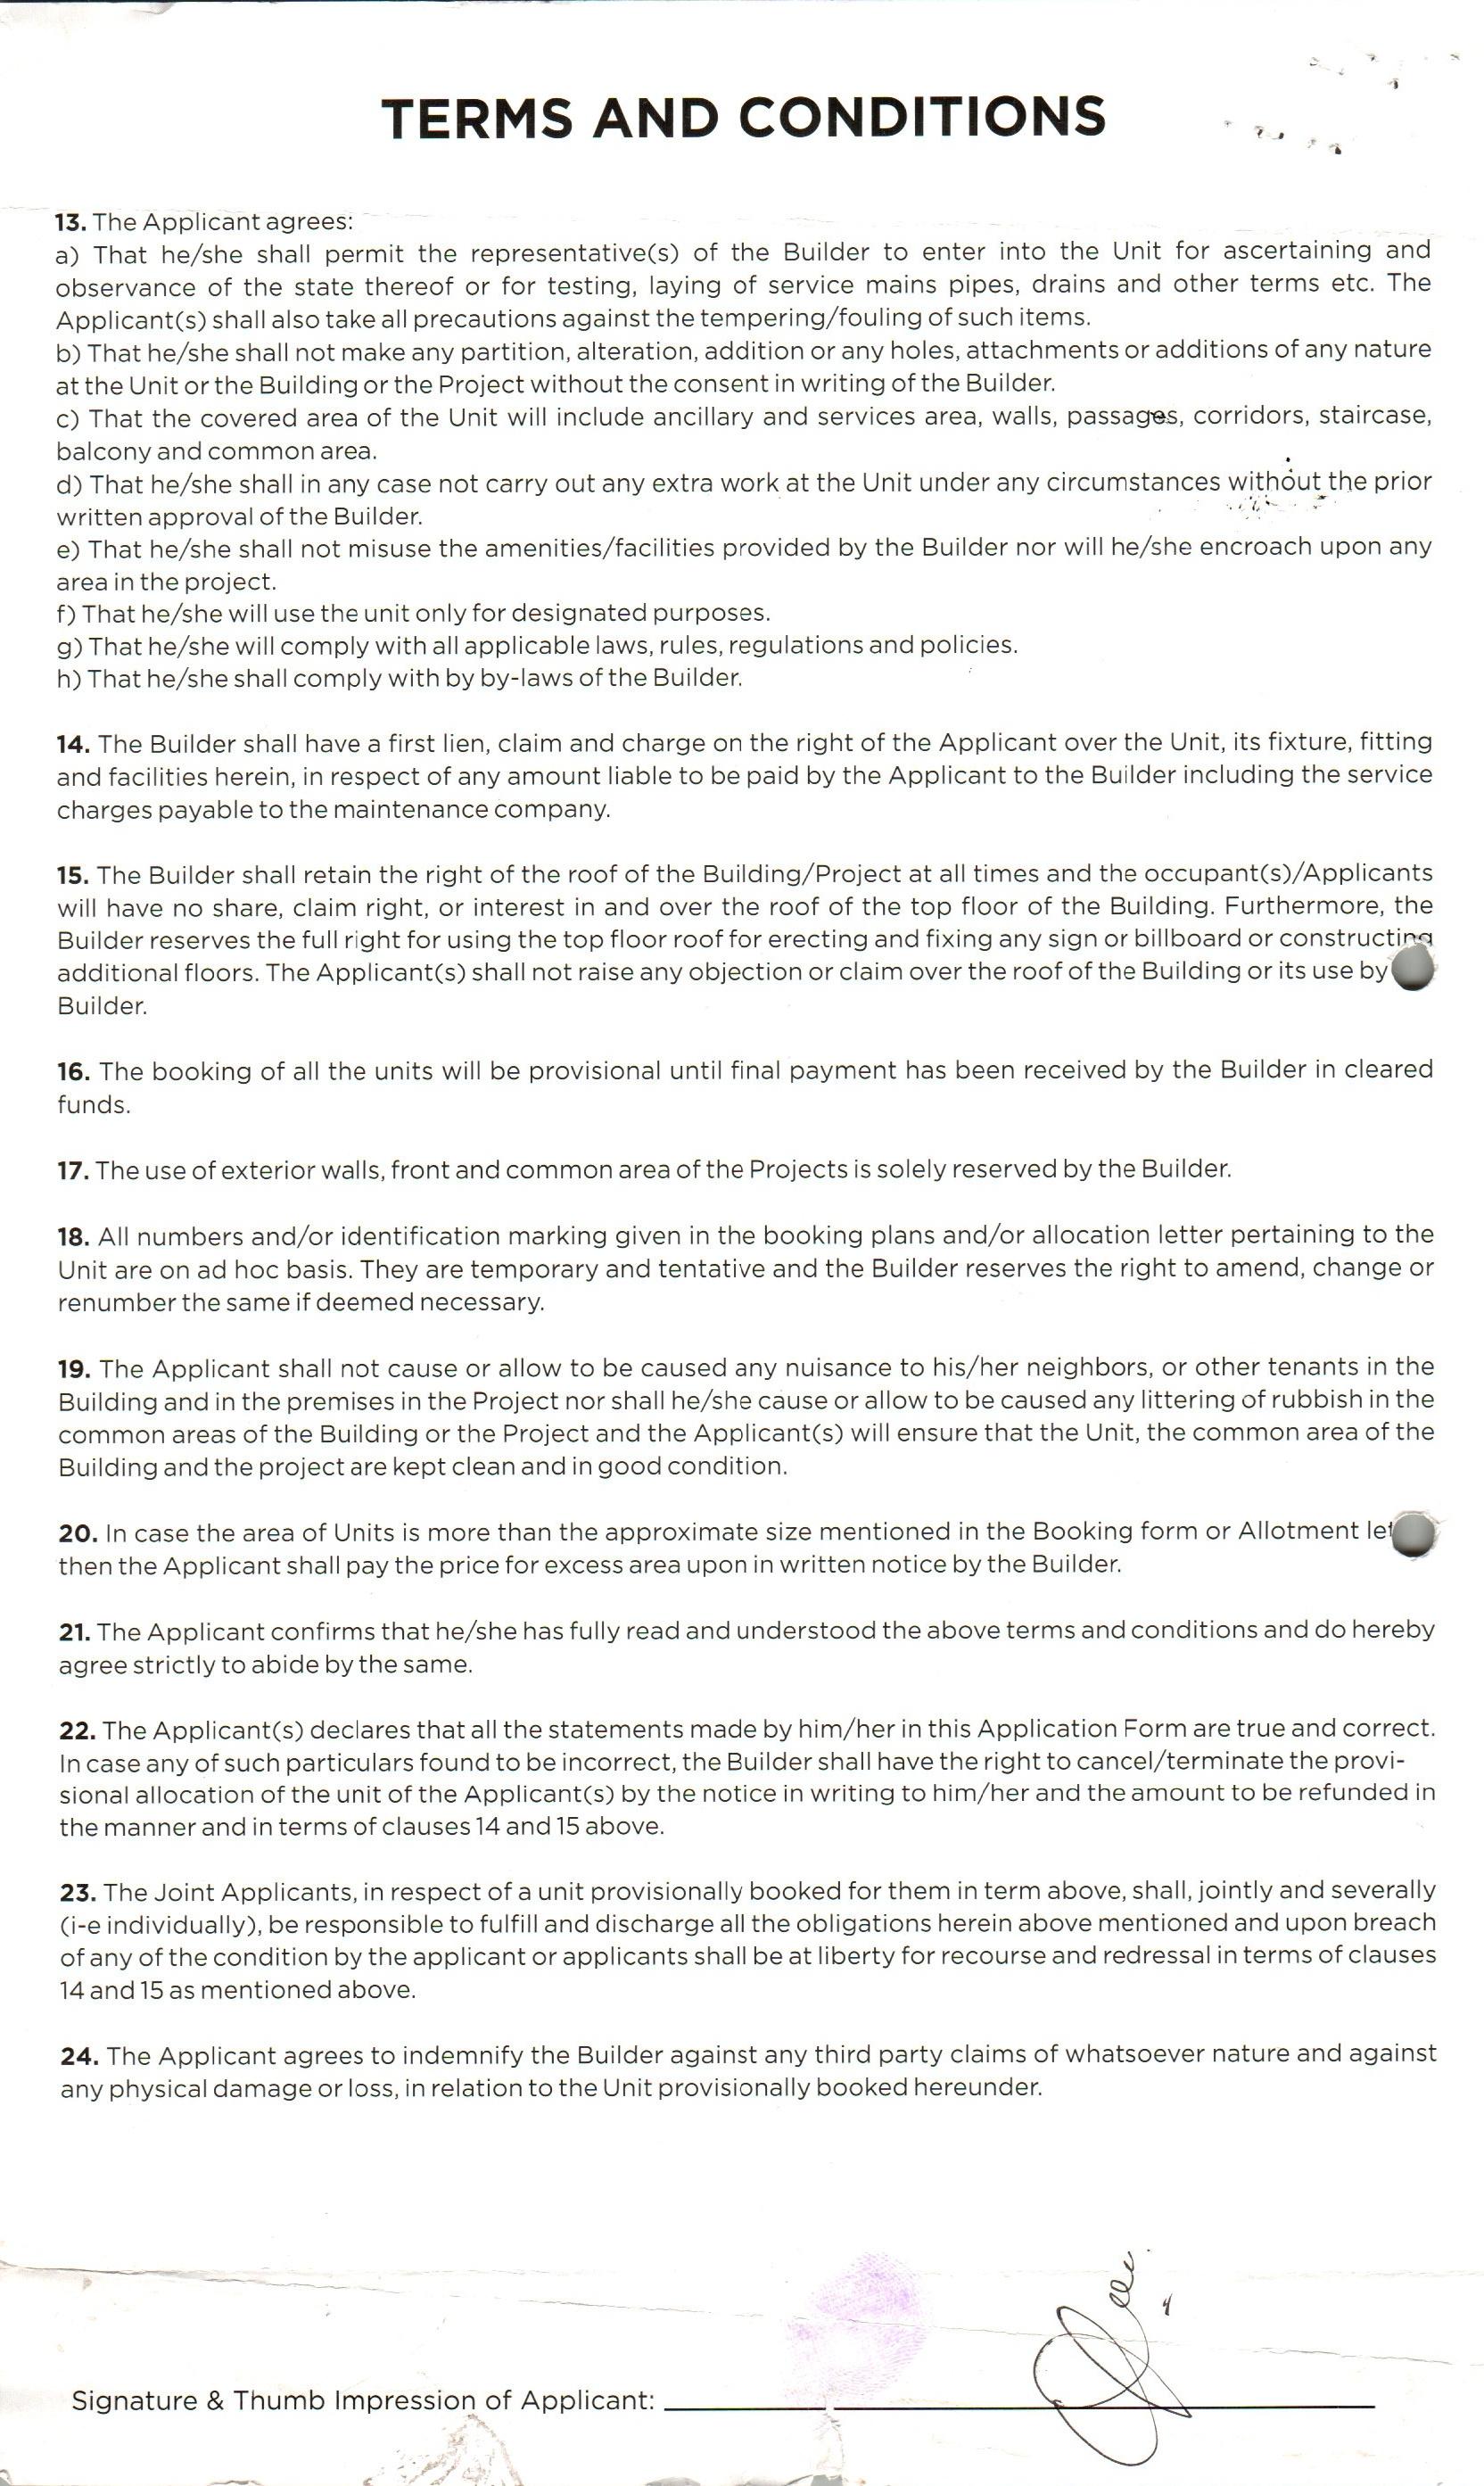 TERMS AND CONDITIONS
13. The Applicant agrees:
a) That he/she shall permit the representative(s) of the Builder to enter into the Unit for ascertaining and
observance of the state thereof or for testing, laying of service mains pipes, drains and other terms etc. The
Applicant(s) shall also take all precautions against the tempering/fouling of such items.
b) That he/she shall not make any partition, alteration, addition or any holes, attachments or additions of any nature
at the Unit or the Building or the Project without the consent in writing of the Builder.
c) That the covered area of the Unit will include ancillary and services area, walls, passages, corridors, staircase,
balcony and common area.
d) That he/she shall in any case not carry out any extra work at the Unit under any circumstances without the prior
written approval of the Builder.
e) That he/she shall not misuse the amenities/facilities provided by the Builder nor will he/she encroach upon any
area in the project.
f) That he/she will use the unit only for designated purposes.
g) That he/she will comply with all applicable laws, rules, regulations and policies.
h) That he/she shall comply with by by-laws of the Builder.
14. The Builder shall have a first lien, claim and charge on the right of the Applicant over the Unit, its fixture, fitting
and facilities herein, in respect of any amount liable to be paid by the Applicant to the Builder including the service
charges payable to the maintenance company.
15. The Builder shall retain the right of the roof of the Building/Project at all times and the occupant(s)/Applicants
will have no share, claim right, or interest in and over the roof of the top floor of the Building. Furthermore, the
Builder reserves the full right for using the top floor roof for erecting and fixing any sign or billboard or constructing
additional floors. The Applicant(s) shall not raise any objection or claim over the roof of the Building or its use by
Builder.
16. The booking of all the units will be provisional until final payment has been received by the Builder in cleared
funds.
17. The use of exterior walls, front and common area of the Projects is solely reserved by the Builder.
18. All numbers and/or identification marking given in the booking plans and/or allocation letter pertaining to the
Unit are on ad hoc basis. They are temporary and tentative and the Builder reserves the right to amend, change or
renumber the same if deemed necessary.
19. The Applicant shall not cause or allow to be caused any nuisance to his/her neighbors, or other tenants in the
Building and in the premises in the Project nor shall he/she cause or allow to be caused any littering of rubbish in the
common areas of the Building or the Project and the Applicant(s) will ensure that the Unit, the common area of the
Building and the project are kept clean and in good condition.
20. In case the area of Units is more than the approximate size mentioned in the Booking form or Allotment
then the Applicant shall pay the price for excess area upon in written notice by the Builder.
21. The Applicant confirms that he/she has fully read and understood the above terms and conditions and do hereby
agree strictly to abide by the same.
22. The Applicant(s) declares that all the statements made by him/her in this Application Form are true and correct.
In case any of such particulars found to be incorrect, the Builder shall have the right to cancel/terminate the provi-
sional allocation of the unit of the Applicant(s) by the notice in writing to him/her and the amount to be refunded in
the manner and in terms of clauses 14 and 15 above.
23. The Joint Applicants, in respect of a unit provisionally booked for them in term above, shall, jointly and severally
(i-e individually), be responsible to fulfill and discharge all the obligations herein above mentioned and upon breach
of any of the condition by the applicant or applicants shall be at liberty for recourse and redressal in terms of clauses
14 and 15 as mentioned above.
24. The Applicant agrees to indemnify the Builder against any third party claims of whatsoever nature and against
any physical damage or loss, in relation to the Unit provisionally booked hereunder.
Signature & Thumb Impression of Applicant: